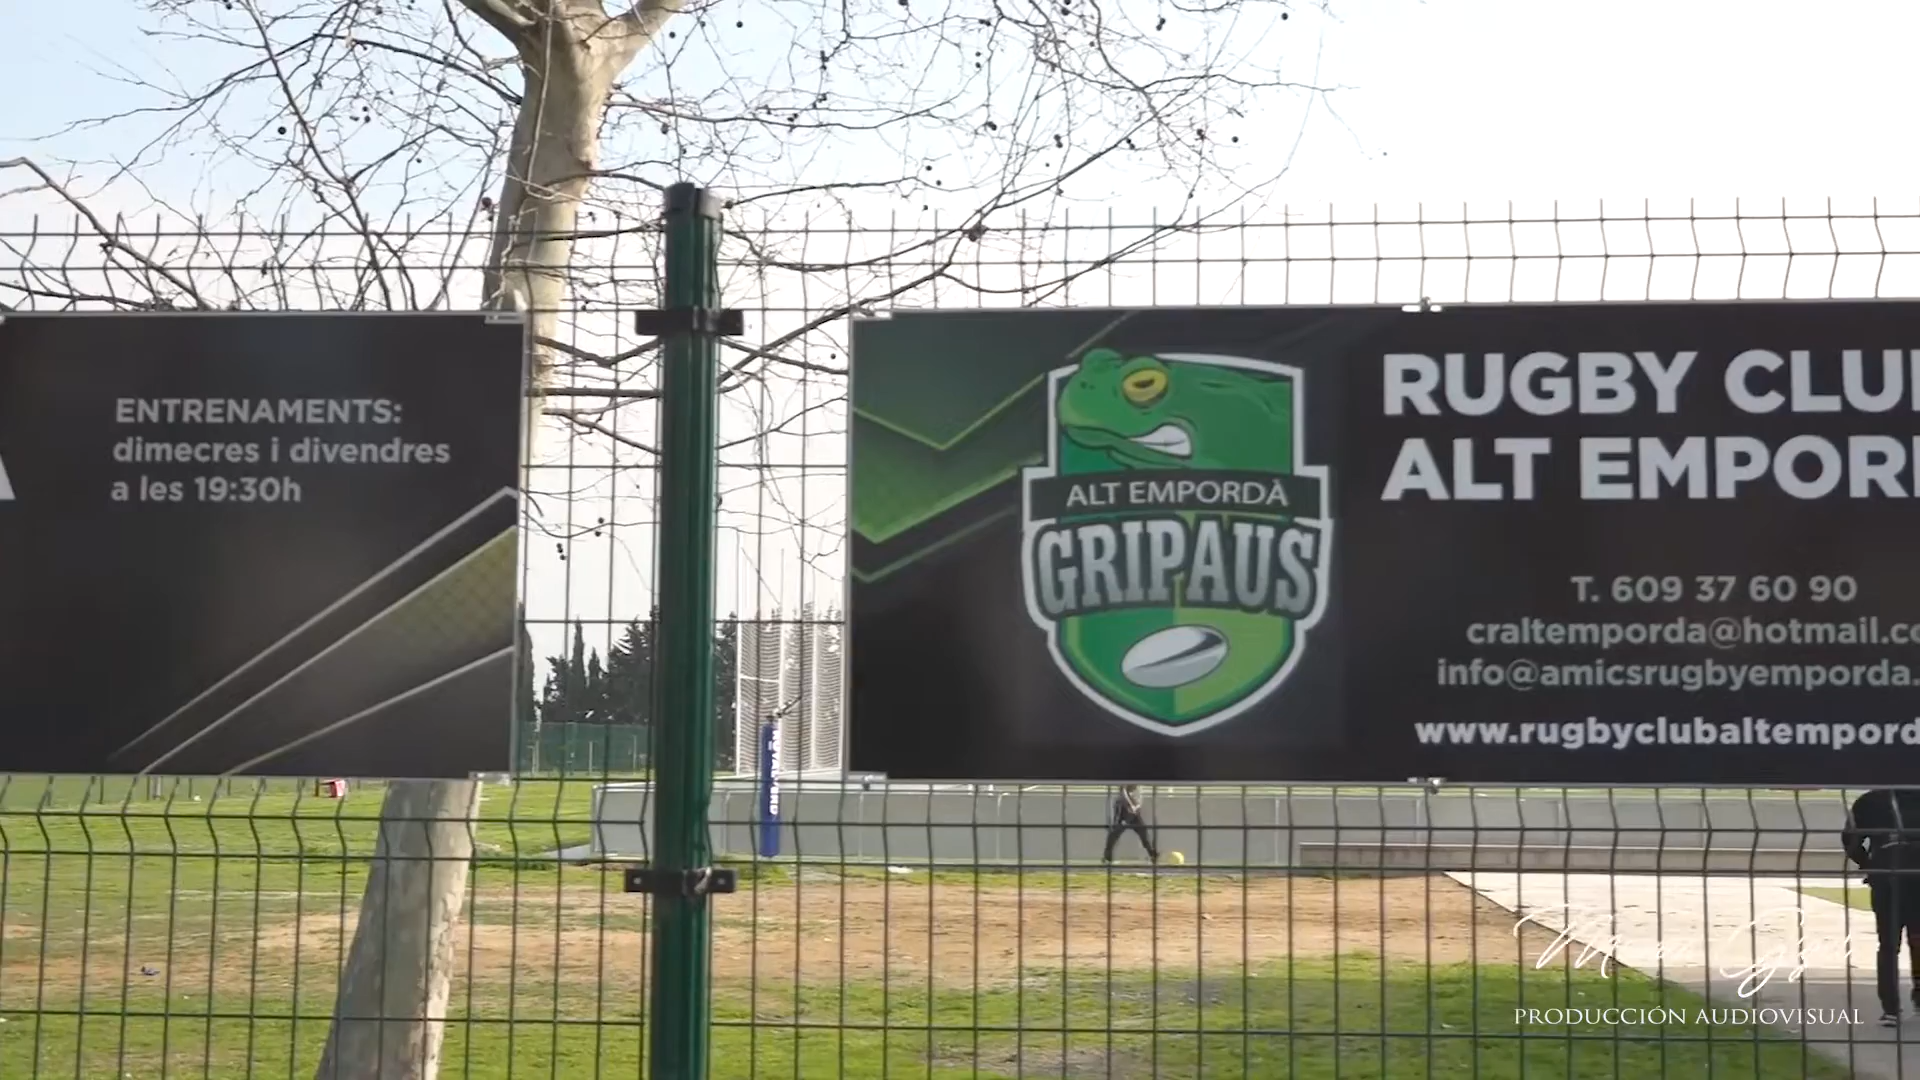 A
ENTRENAMENTS:
dimecres i divendres
a les 19:30h
ALT EMPORDÀ
GRIPAUS
RUGBY CLU
ALT EMPOR
T. 609 37 60 90
craltemporda@hotmail.co
info@amicsrugbyemporda.
www.rugbyclubaltempord
PRODUCCIÓN AUDIOVISUAL